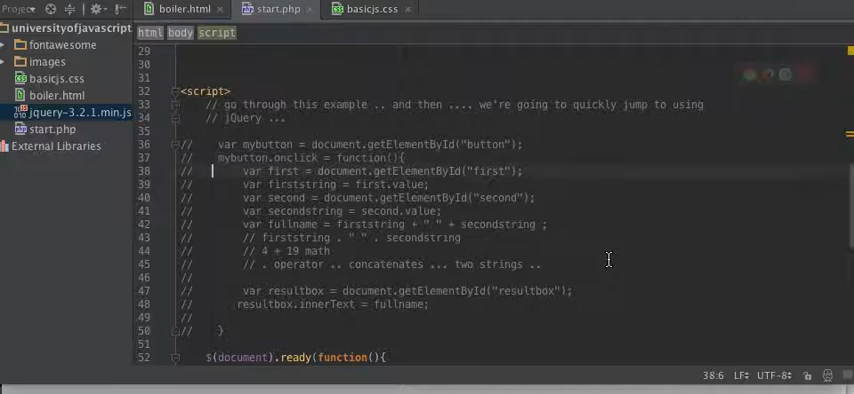 Project
boiler.html
start.php
basicjs.css
universityofjavascript
html body script
fontawesome
images
basicjs.css
boiler.html
jquery-3.2.1.min.js
start.php
External Libraries
29
30
31
32 <script>
33 // go through this example .. and then .... we're going to quickly jump to using
34 // jQuery ...
35
36 // var mybutton = document.getElementById("button");
37 // mybutton.onclick = function(){
38 // var first = document.getElementById("first");
39 // var firststring = first.value;
40 // var second = document.getElementById("second");
41 // var secondstring = second.value;
42 // var fullname = firststring + " " + secondstring ;
43 // // firststring . " " . secondstring
44 // // 4 + 19 math
45 // // . operator .. concatenates ... two strings ..
46 //
47 // var resultbox = document.getElementById("resultbox");
48 // resultbox.innerText = fullname;
49 //
50 // }
52 $(document).ready(function(){
38:6 LF÷ UTF-8÷